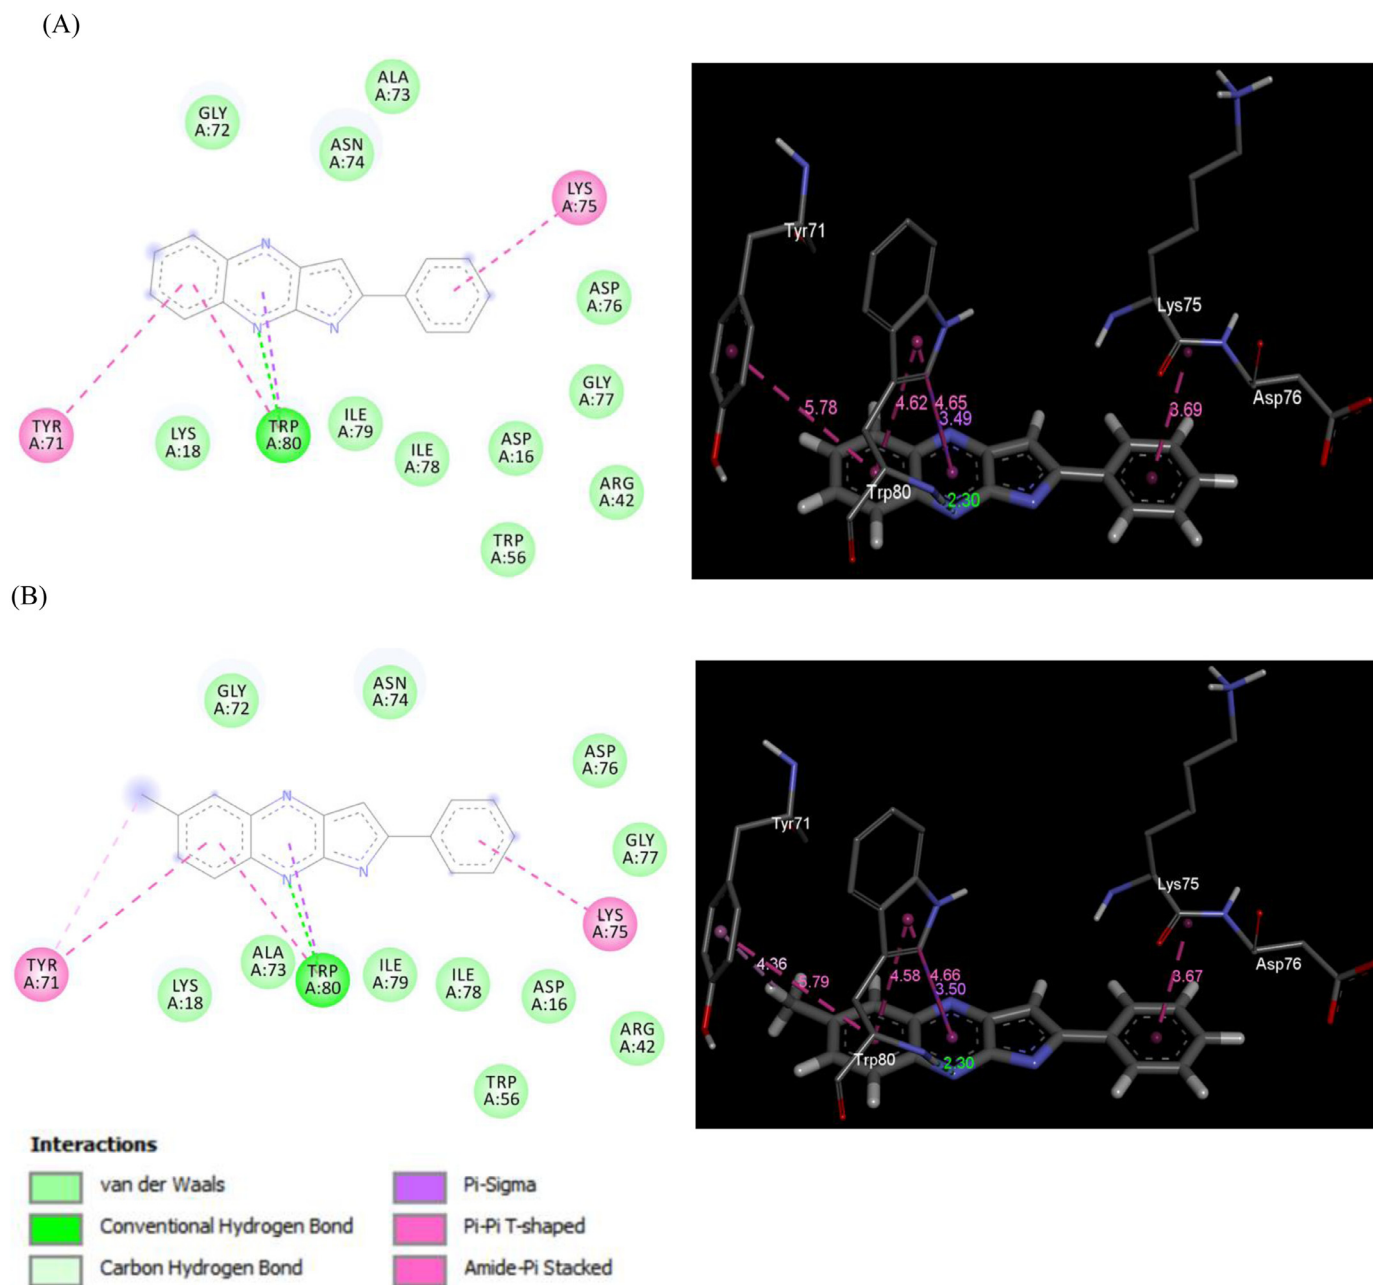 (A)
GLY
A:72
ALA
A:73
ASN
A:74
LYS
A:75
ASP
A:76
GLY
A:77
TYR
A:71
LYS
A:18
TRP
A:80
ILE
A:79
ILE
A:78
ASP
A:16
ARG
A:42
TRP
A:56
N
N
N
Tyr71
Lys75
Asp76
Trp80
5.78
4.62
4.65
3.49
3.69
2.30
(B)
GLY
A:72
ASN
A:74
ASP
A:76
GLY
A:77
LYS
A:75
TYR
A:71
LYS
A:18
ALA
A:73
TRP
A:80
ILE
A:79
ILE
A:78
ASP
A:16
ARG
A:42
TRP
A:56
N
N
N
Tyr71
Lys75
Asp76
Trp80
4.36
5.79
4.58
4.66
3.50
3.67
2.30
Interactions
van der Waals
Conventional Hydrogen Bond
Carbon Hydrogen Bond
Pi-Sigma
Pi-Pi T-shaped
Amide-Pi Stacked